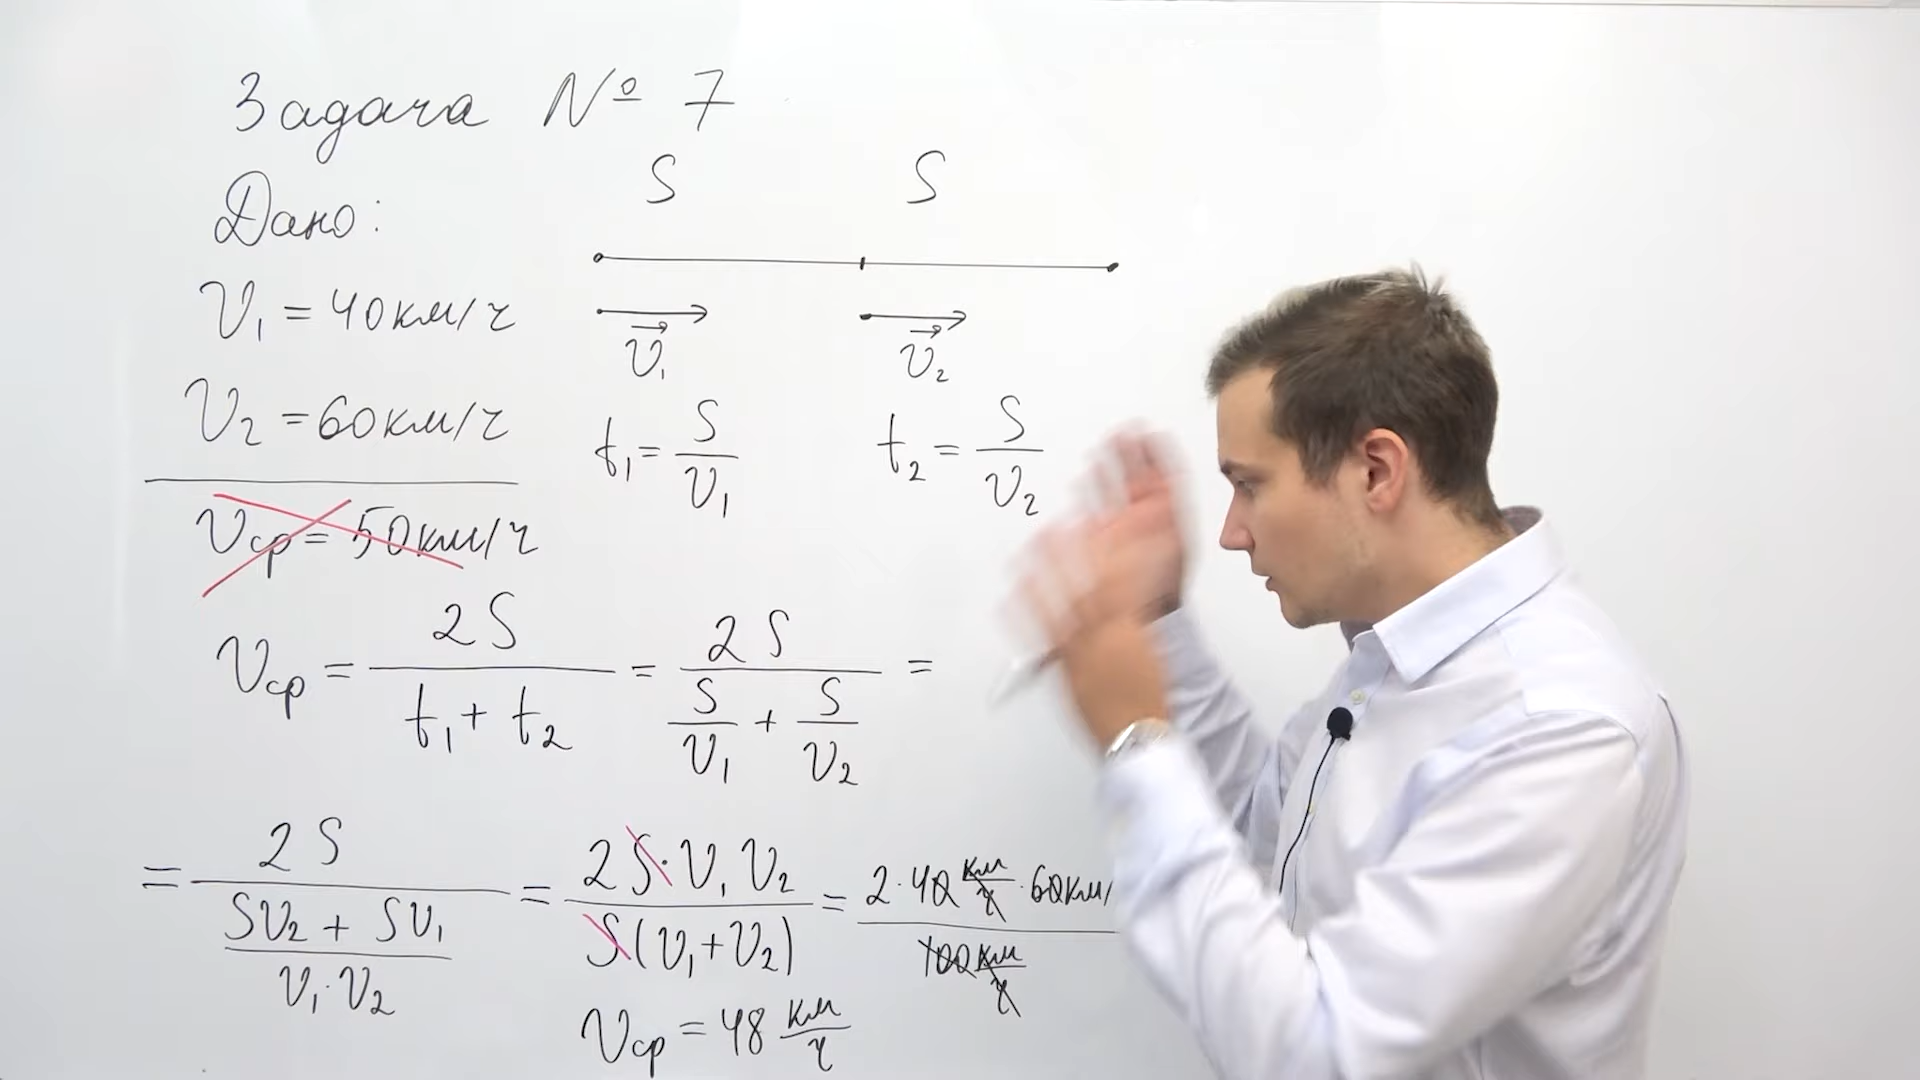 Задача № 7
Дано:
S S
V₁ = 40км/ч
V₁ V₂
V₂ = 60км/ч
t₁ = S/V₁ t₂ = S/V₂
Vср = 50км/ч
Vср = 2S/(t₁ + t₂) = 2S/(S/V₁ + S/V₂) =
= 2S/((SV₂ + SV₁)/(V₁·V₂)) = 2S·V₁V₂/(S(V₁+V₂)) = 2·40 км/ч · 60км/ / 100 км/ч
Vср = 48 км/ч